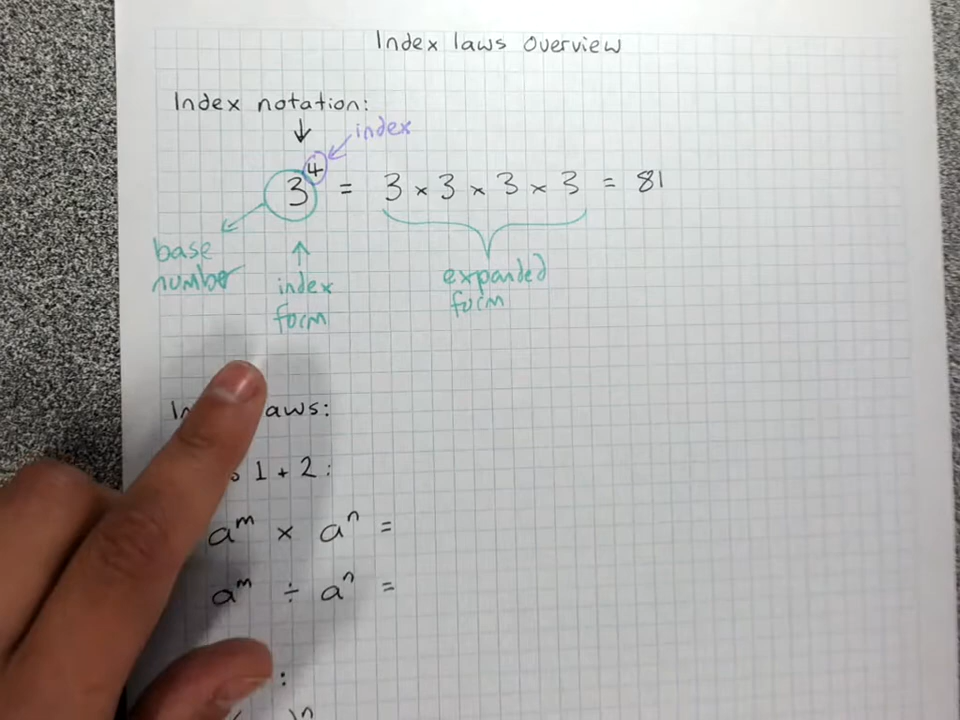 Index laws overview
Index notation:
index
3⁴ = 3 × 3 × 3 × 3 = 81
base number
index form
expanded form
aws:
1 + 2:
aᵐ × aⁿ =
aᵐ ÷ aⁿ =
: